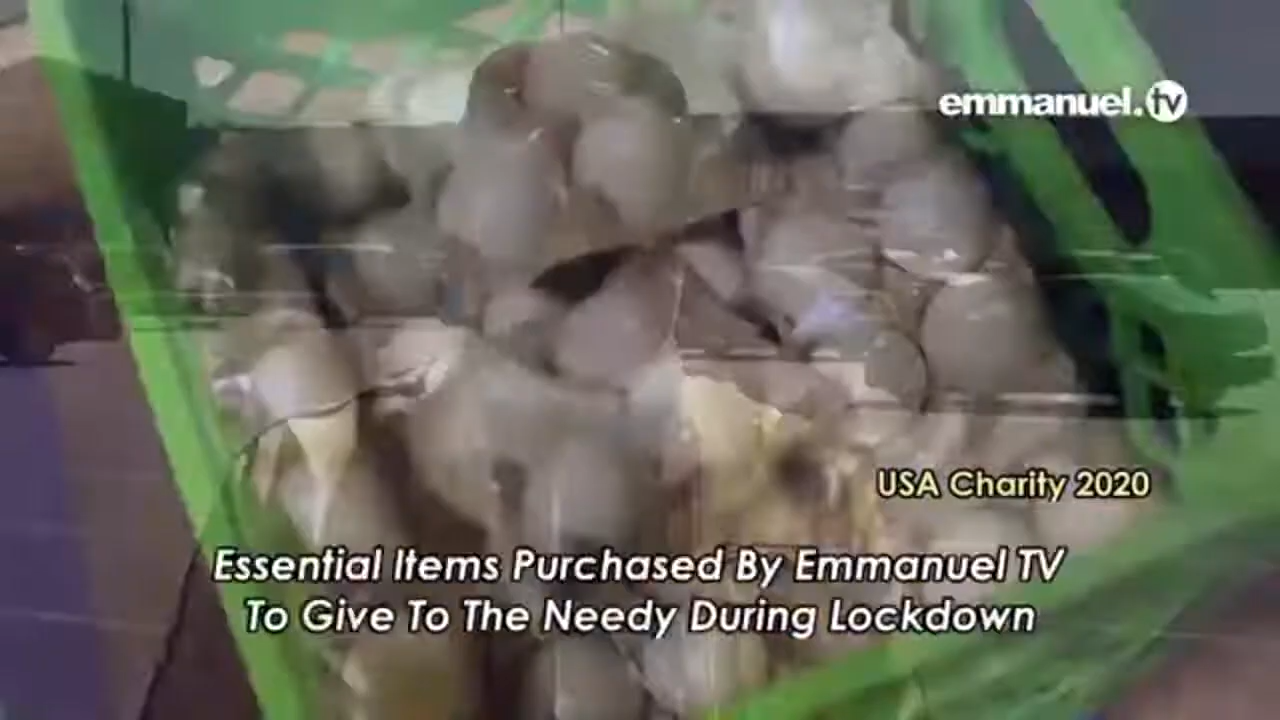 emmanuel.tv
USA Charity 2020
Essential Items Purchased By Emmanuel TV
To Give To The Needy During Lockdown